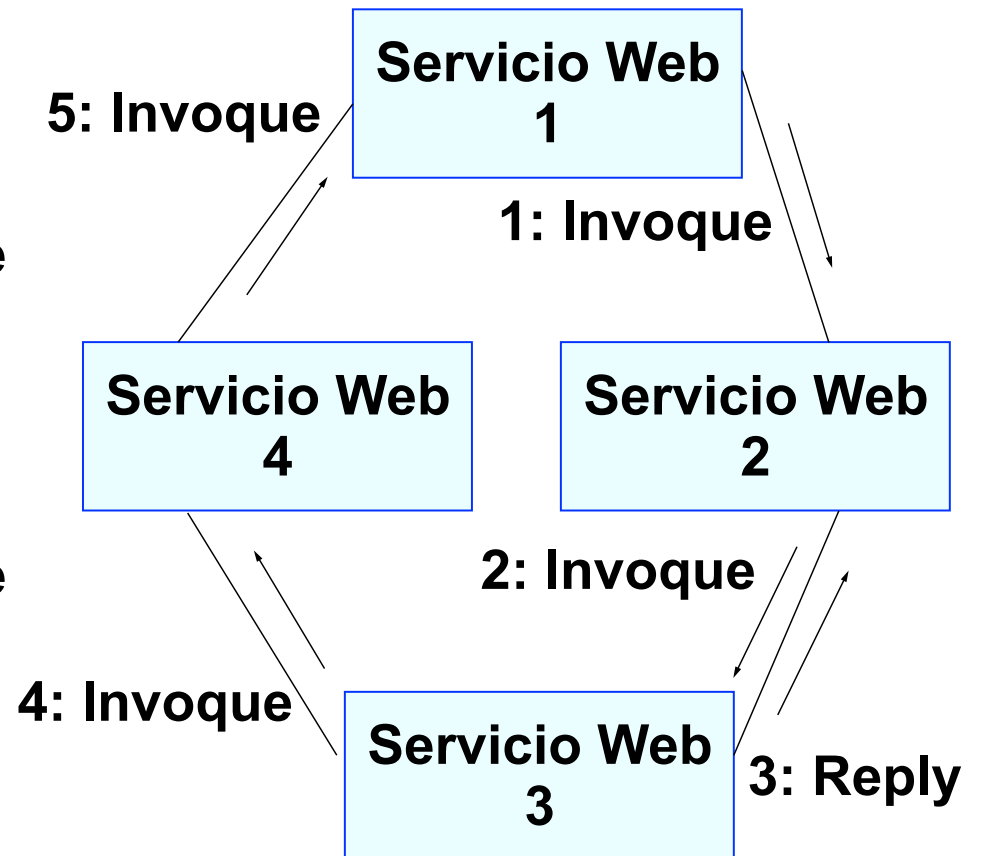 Servicio Web
1
5: Invoque
1: Invoque
e
Servicio Web
4
Servicio Web
2
2: Invoque
e
4: Invoque
Servicio Web
3
3: Reply